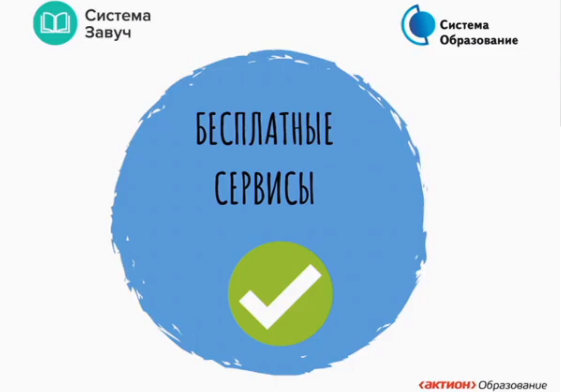 Система
Завуч
Система
Образование
БЕСПЛАТНЫЕ
СЕРВИСЫ
<АКТИОН> Образование